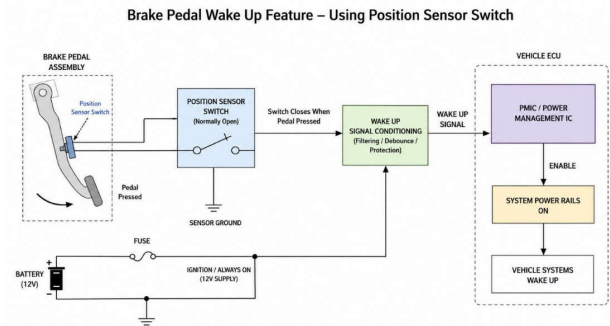 Brake Pedal Wake Up Feature – Using Position Sensor Switch
BRAKE PEDAL
ASSEMBLY
Position
Sensor Switch
Pedal
Pressed
POSITION SENSOR
SWITCH
(Normally Open)
SENSOR GROUND
Switch Closes When
Pedal Pressed
WAKE UP
SIGNAL CONDITIONING
(Filtering / Debounce /
Protection)
WAKE UP
SIGNAL
VEHICLE ECU
PMIC / POWER
MANAGEMENT IC
ENABLE
SYSTEM POWER RAILS
ON
VEHICLE SYSTEMS
WAKE UP
FUSE
BATTERY
(12V)
+
–
IGNITION / ALWAYS ON
(12V SUPPLY)